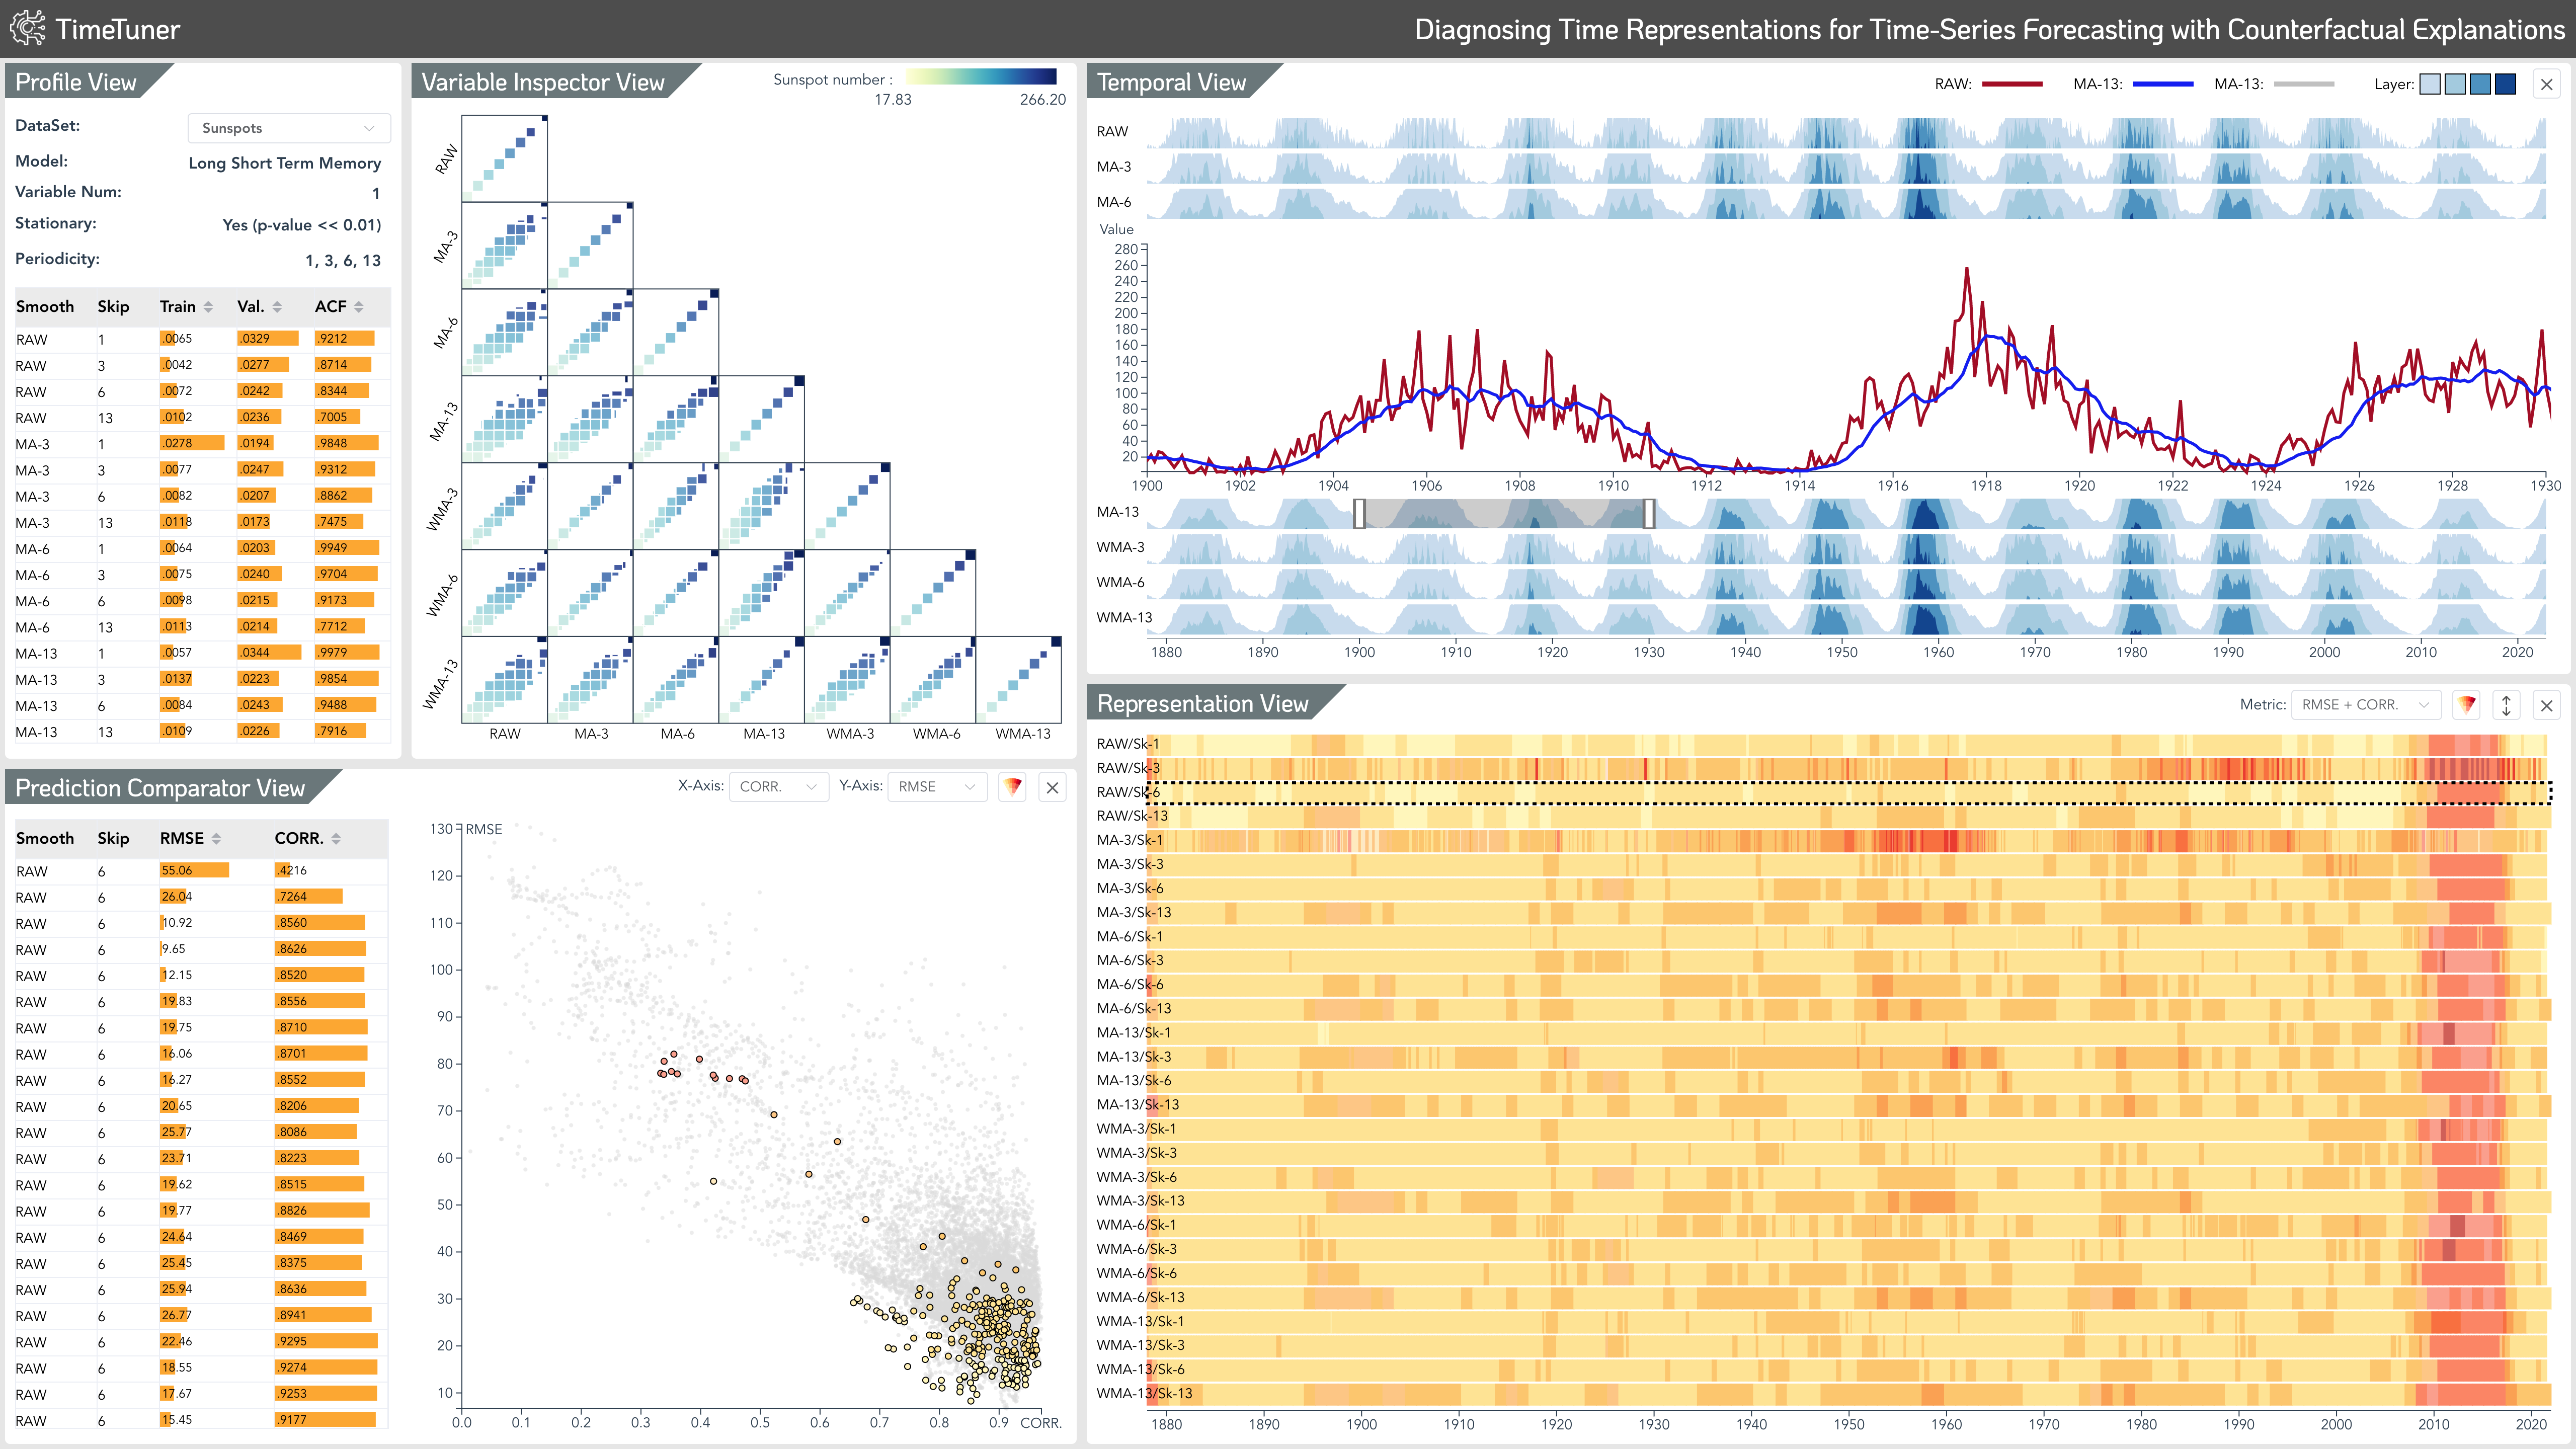 TimeTuner
Diagnosing Time Representations for Time-Series Forecasting with Counterfactual Explanations
Profile View
DataSet: Sunspots
Model: Long Short Term Memory
Variable Num: 1
Stationary: Yes (p-value << 0.01)
Periodicity: 1, 3, 6, 13
Smooth Skip Train Val. ACF
RAW 1 .0065 .0329 .9212
RAW 3 .0042 .0277 .8714
RAW 6 .0072 .0242 .8344
RAW 13 .0102 .0236 .7005
MA-3 1 .0278 .0194 .9848
MA-3 3 .0077 .0247 .9312
MA-3 6 .0082 .0207 .8862
MA-3 13 .0118 .0173 .7475
MA-6 1 .0064 .0203 .9949
MA-6 3 .0075 .0240 .9704
MA-6 6 .0098 .0215 .9173
MA-6 13 .0113 .0214 .7712
MA-13 1 .0057 .0344 .9979
MA-13 3 .0137 .0223 .9854
MA-13 6 .0084 .0243 .9488
MA-13 13 .0109 .0226 .7916
Variable Inspector View
Sunspot number :
17.83 266.20
RAW
MA-3
MA-6
MA-13
WMA-3
WMA-6
WMA-13
RAW MA-3 MA-6 MA-13 WMA-3 WMA-6 WMA-13
Temporal View
RAW: MA-13: MA-13: Layer:
RAW
MA-3
MA-6
Value
280
260
240
220
200
180
160
140
120
100
80
60
40
20
1900 1902 1904 1906 1908 1910 1912 1914 1916 1918 1920 1922 1924 1926 1928 1930
MA-13
WMA-3
WMA-6
WMA-13
1880 1890 1900 1910 1920 1930 1940 1950 1960 1970 1980 1990 2000 2010 2020
Prediction Comparator View
X-Axis: CORR. Y-Axis: RMSE
Smooth Skip RMSE CORR.
RAW 6 55.06 .4216
RAW 6 26.04 .7264
RAW 6 10.92 .8560
RAW 6 9.65 .8626
RAW 6 12.15 .8520
RAW 6 19.83 .8556
RAW 6 19.75 .8710
RAW 6 16.06 .8701
RAW 6 16.27 .8552
RAW 6 20.65 .8206
RAW 6 25.77 .8086
RAW 6 23.71 .8223
RAW 6 19.62 .8515
RAW 6 19.77 .8826
RAW 6 24.64 .8469
RAW 6 25.45 .8375
RAW 6 25.94 .8636
RAW 6 26.77 .8941
RAW 6 22.46 .9295
RAW 6 18.55 .9274
RAW 6 17.67 .9253
RAW 6 15.45 .9177
130 RMSE
120
110
100
90
80
70
60
50
40
30
20
10
0.0 0.1 0.2 0.3 0.4 0.5 0.6 0.7 0.8 0.9 CORR.
Representation View
Metric: RMSE + CORR.
RAW/Sk-1
RAW/Sk-3
RAW/Sk-6
RAW/Sk-13
MA-3/Sk-1
MA-3/Sk-3
MA-3/Sk-6
MA-3/Sk-13
MA-6/Sk-1
MA-6/Sk-3
MA-6/Sk-6
MA-6/Sk-13
MA-13/Sk-1
MA-13/Sk-3
MA-13/Sk-6
MA-13/Sk-13
WMA-3/Sk-1
WMA-3/Sk-3
WMA-3/Sk-6
WMA-3/Sk-13
WMA-6/Sk-1
WMA-6/Sk-3
WMA-6/Sk-6
WMA-6/Sk-13
WMA-13/Sk-1
WMA-13/Sk-3
WMA-13/Sk-6
WMA-13/Sk-13
1880 1890 1900 1910 1920 1930 1940 1950 1960 1970 1980 1990 2000 2010 2020